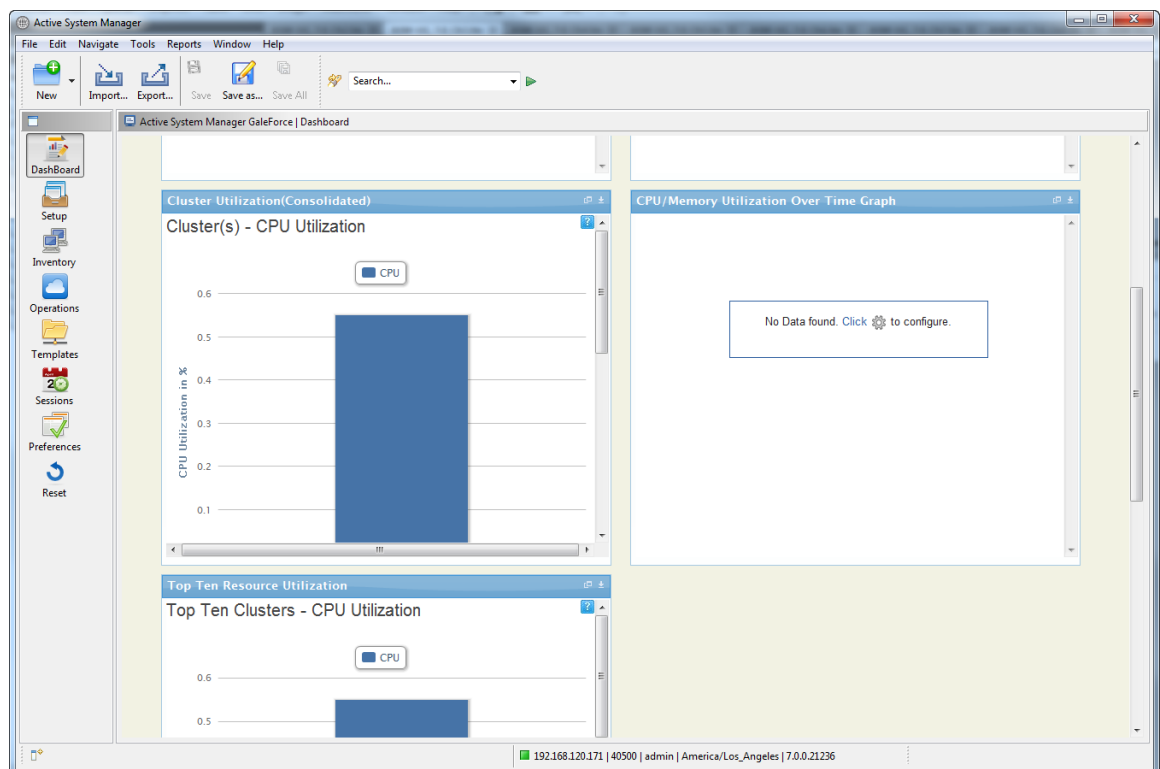 Active System Manager
File Edit Navigate Tools Reports Window Help
New Import... Export... Save Save as... Save All Search...
Active System Manager GaleForce | Dashboard
DashBoard
Setup
Inventory
Operations
Templates
Sessions
Preferences
Reset
Cluster Utilization(Consolidated)
Cluster(s) - CPU Utilization
?
CPU
0.6
0.5
0.4
0.3
0.2
0.1
CPU Utilization in %
CPU/Memory Utilization Over Time Graph
No Data found. Click to configure.
Top Ten Resource Utilization
Top Ten Clusters - CPU Utilization
?
CPU
0.6
0.5
192.168.120.171 | 40500 | admin | America/Los_Angeles | 7.0.0.21236